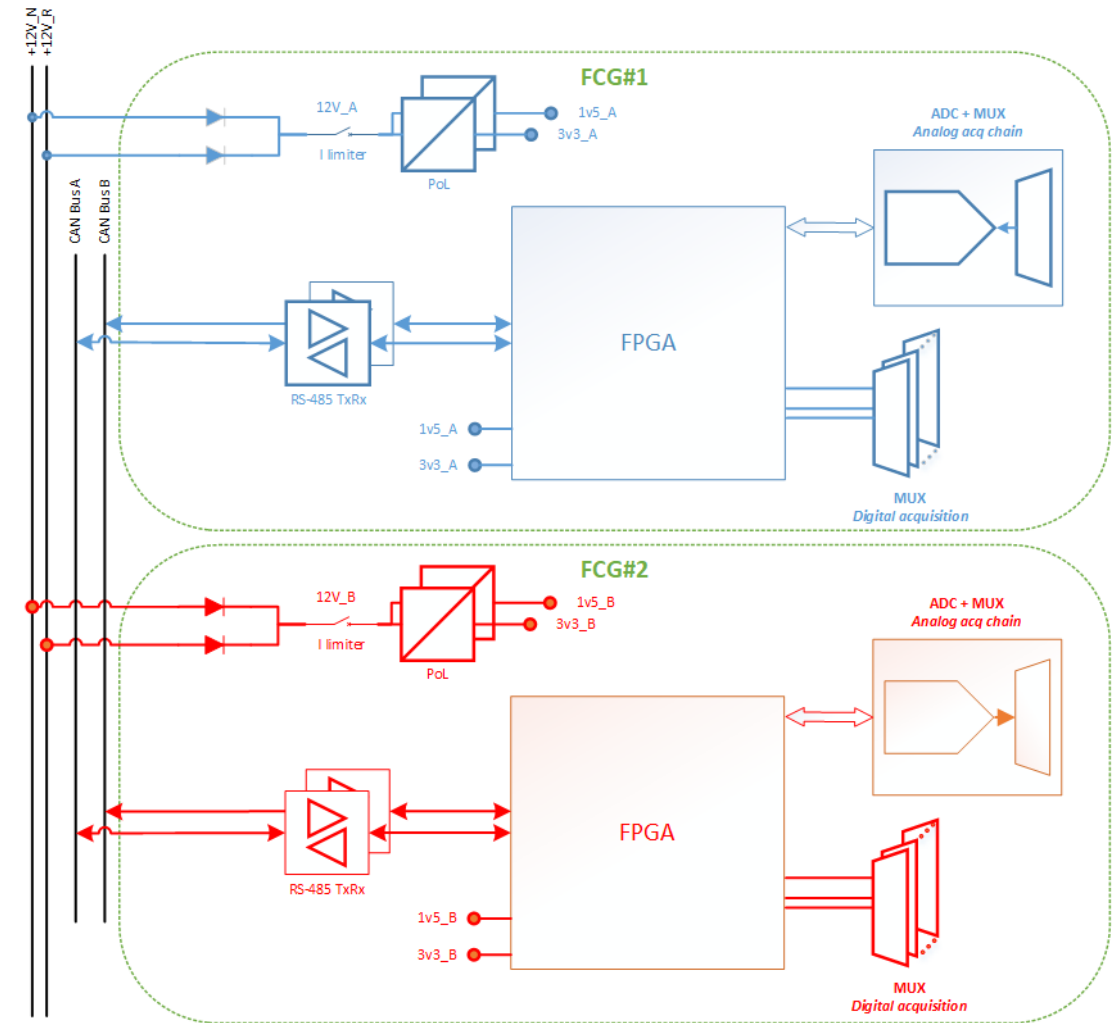 +12V_N
+12V_R
CAN Bus A
CAN Bus B
FCG#1
12V_A
I limiter
PoL
1v5_A
3v3_A
ADC + MUX
Analog acq chain
RS-485 TxRx
FPGA
1v5_A
3v3_A
MUX
Digital acquisition
FCG#2
12V_B
I limiter
PoL
1v5_B
3v3_B
ADC + MUX
Analog acq chain
RS-485 TxRx
FPGA
1v5_B
3v3_B
MUX
Digital acquisition